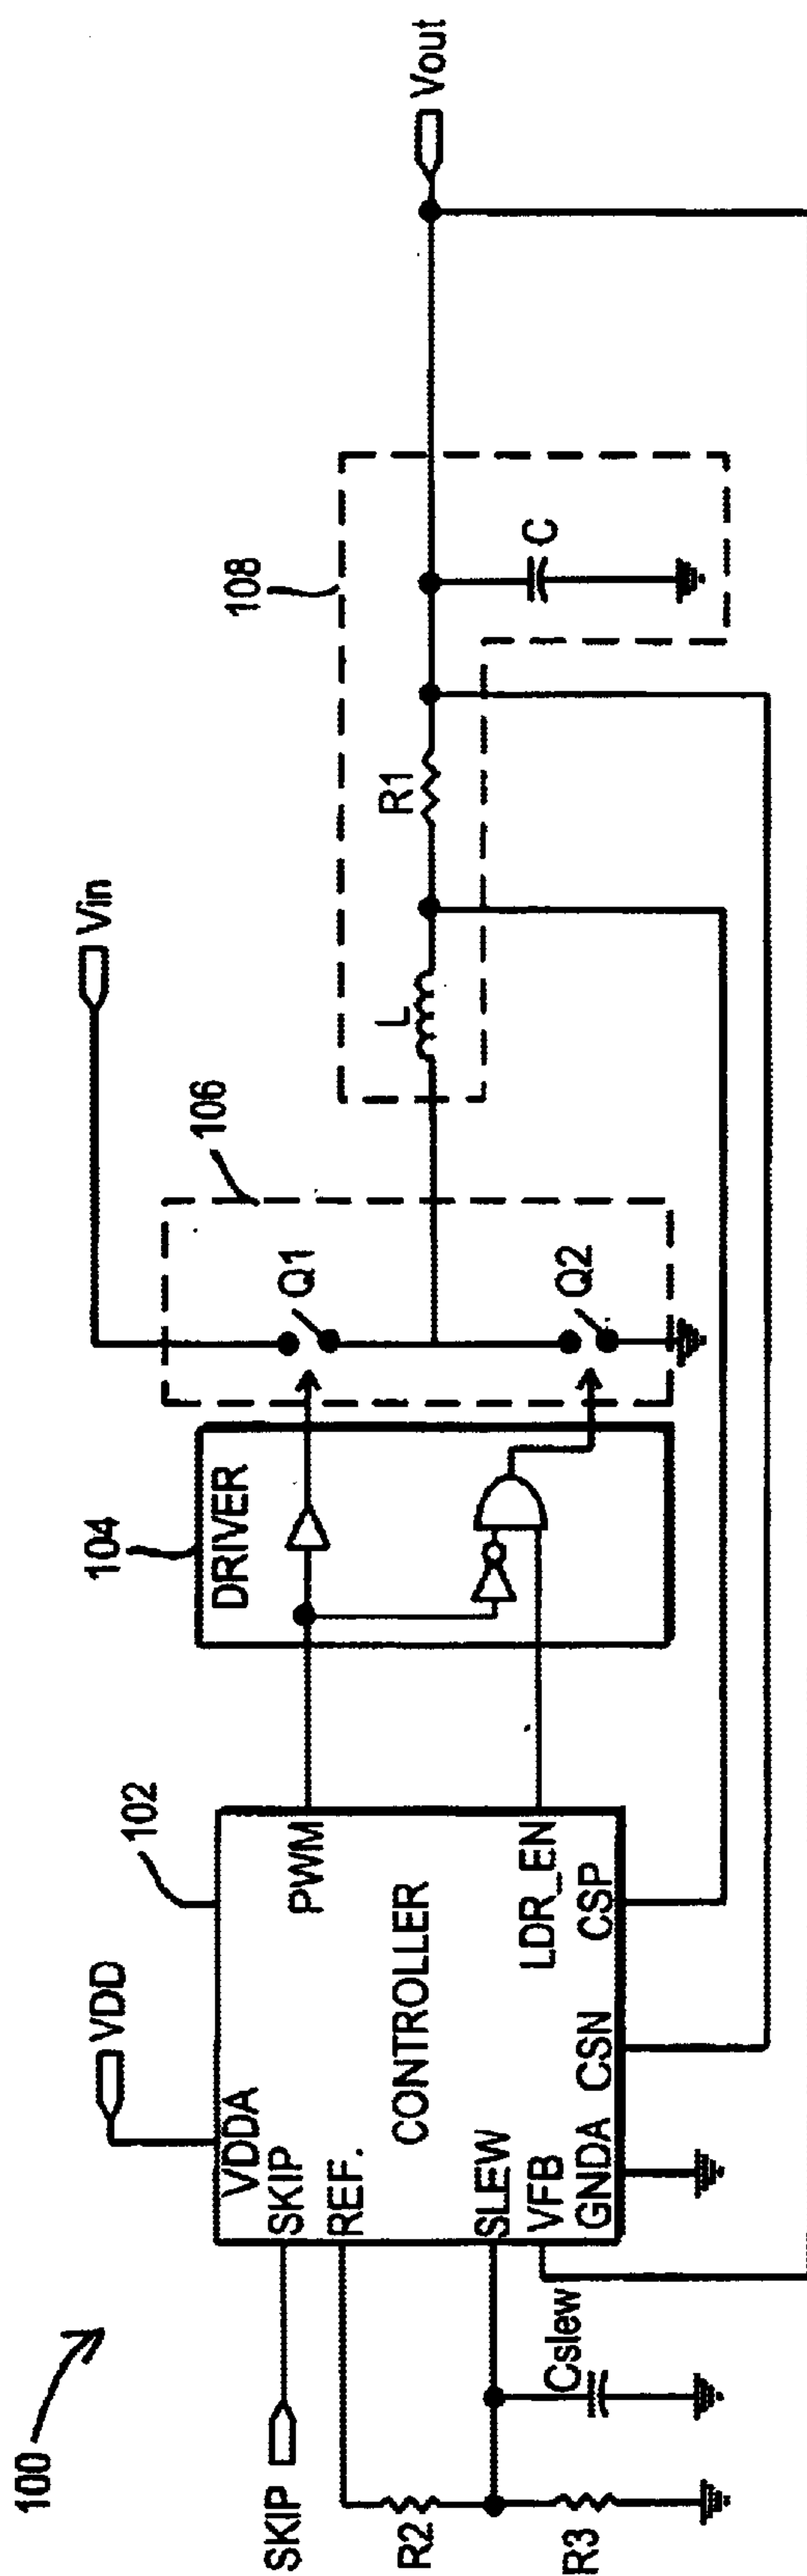 100
SKIP
R2
R3
Cslew
VDD
102
VDDA
SKIP
REF.
SLEW
VFB
GNDA
CSN
CSP
CONTROLLER
PWM
LDR_EN
104
DRIVER
106
Q1
Q2
Vin
108
L
R1
C
Vout